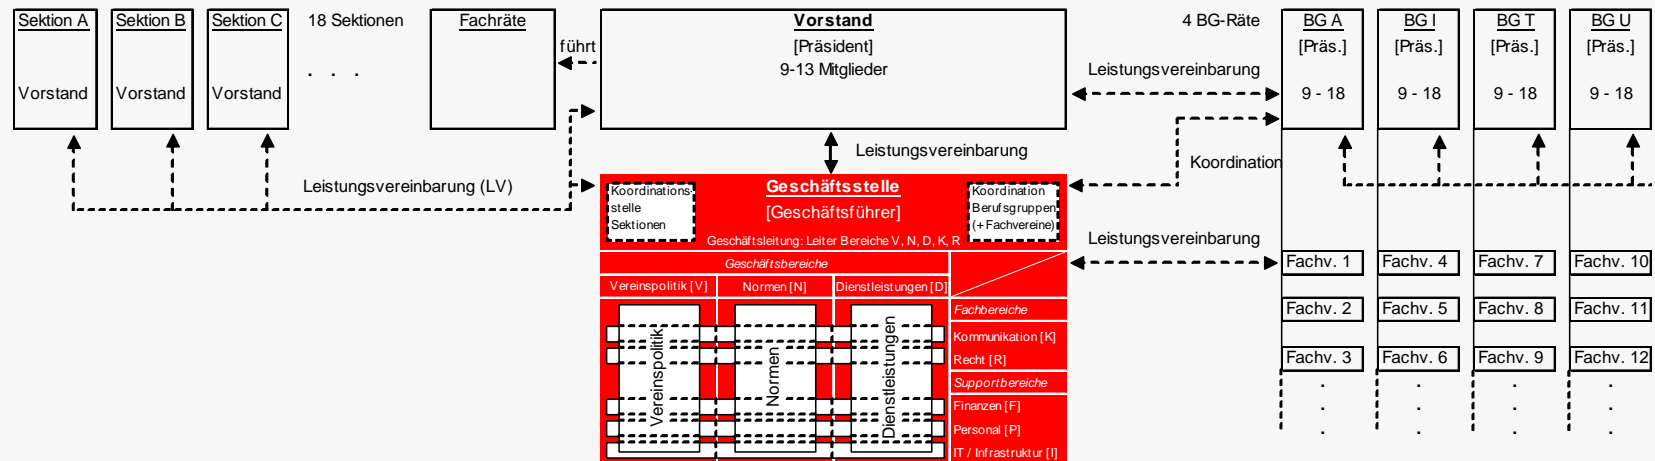 Sektion A
Vorstand
Sektion B
Vorstand
Sektion C
Vorstand
18 Sektionen
. . .
Fachräte
führt
Vorstand
[Präsident]
9-13 Mitglieder
4 BG-Räte
Leistungsvereinbarung
BG A
[Präs.]
9 - 18
BG I
[Präs.]
9 - 18
BG T
[Präs.]
9 - 18
BG U
[Präs.]
9 - 18
Leistungsvereinbarung
Koordination
Leistungsvereinbarung (LV)
Koordinations-
stelle
Sektionen
Geschäftsstelle
[Geschäftsführer]
Geschäftsleitung: Leiter Bereiche V, N, D, K, R
Koordination
Berufsgruppen
(+Fachvereine)
Leistungsvereinbarung
Geschäftsbereiche
Vereinspolitik [V]
Normen [N]
Dienstleistungen [D]
Vereinspolitik
Normen
Dienstleistungen
Fachbereiche
Kommunikation [K]
Recht [R]
Supportbereiche
Finanzen [F]
Personal [P]
IT / Infrastruktur [I]
Fachv. 1
Fachv. 4
Fachv. 7
Fachv. 10
Fachv. 2
Fachv. 5
Fachv. 8
Fachv. 11
Fachv. 3
Fachv. 6
Fachv. 9
Fachv. 12
. . . .
. . . .
. . . .